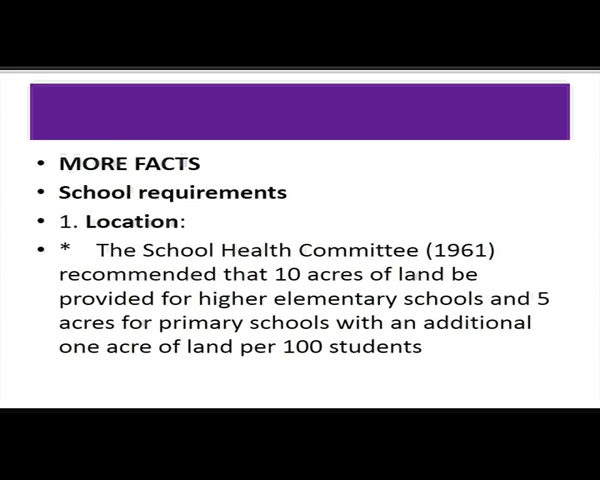 • MORE FACTS
• School requirements
• 1. Location:
• * The School Health Committee (1961)
recommended that 10 acres of land be
provided for higher elementary schools and 5
acres for primary schools with an additional
one acre of land per 100 students